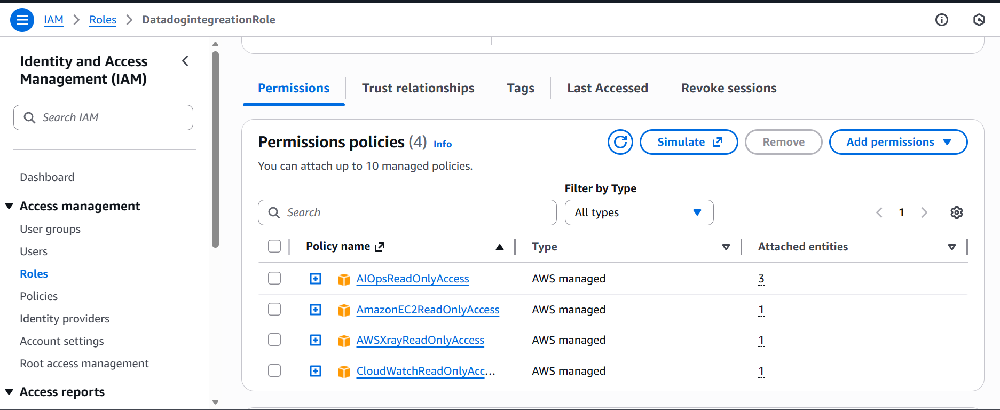 IAM > Roles > DatadogintegreationRole
Identity and Access
Management (IAM)
Search IAM
Dashboard
Access management
User groups
Users
Roles
Policies
Identity providers
Account settings
Root access management
Access reports
Permissions
Trust relationships
Tags
Last Accessed
Revoke sessions
Permissions policies (4) Info
Simulate
Remove
Add permissions
You can attach up to 10 managed policies.
Filter by Type
Search
All types
1
Policy name Type Attached entities
AIOpsReadOnlyAccess AWS managed 3
AmazonEC2ReadOnlyAccess AWS managed 1
AWSXrayReadOnlyAccess AWS managed 1
CloudWatchReadOnlyAcc... AWS managed 1